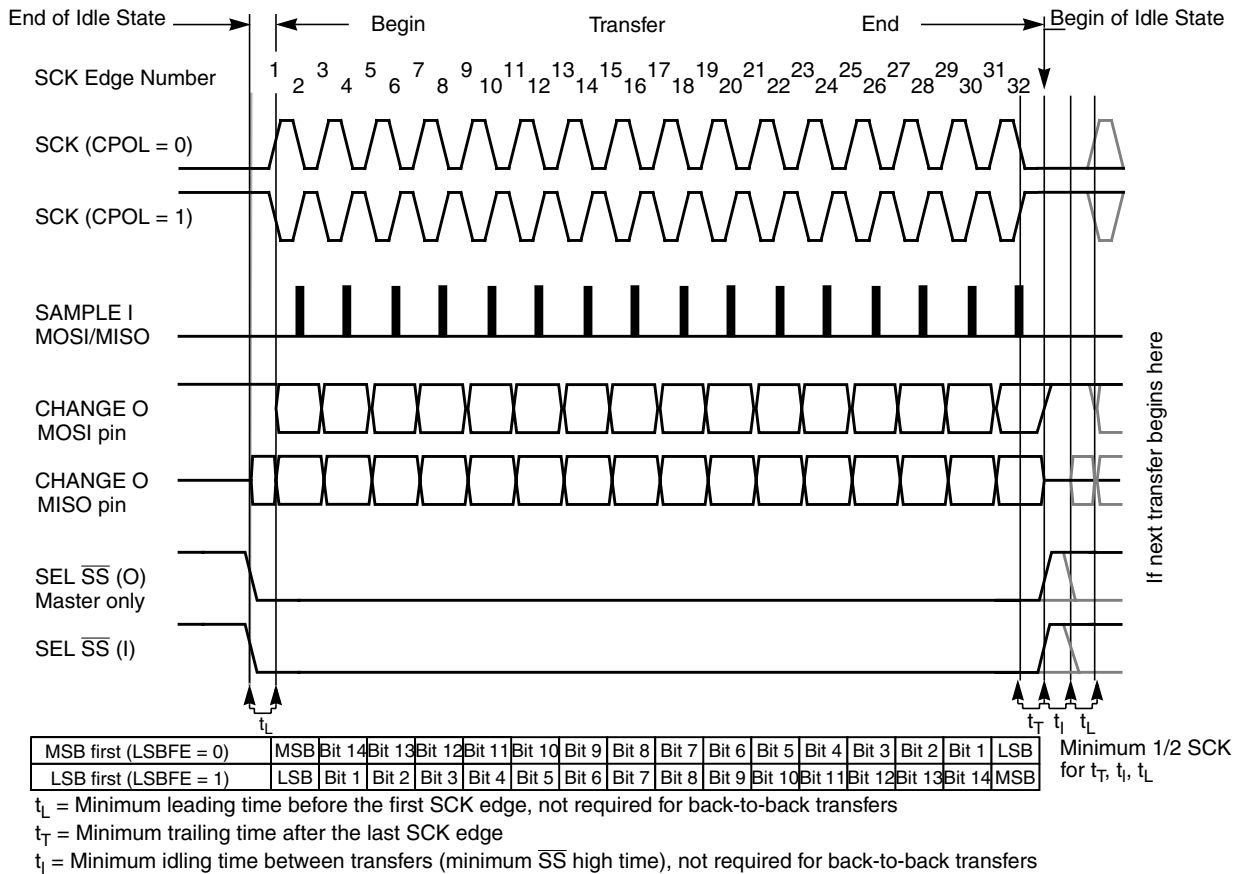 End of Idle State
Begin
Transfer
End
Begin of Idle State
SCK Edge Number
1 3 5 7 9 11 13 15 17 19 21 23 25 27 29 31
2 4 6 8 10 12 14 16 18 20 22 24 26 28 30 32
SCK (CPOL = 0)
SCK (CPOL = 1)
SAMPLE I
MOSI/MISO
CHANGE O
MOSI pin
CHANGE O
MISO pin
SEL S̅S̅ (O)
Master only
SEL S̅S̅ (I)
If next transfer begins here
tL
tT tI tL
MSB first (LSBFE = 0) MSB Bit 14 Bit 13 Bit 12 Bit 11 Bit 10 Bit 9 Bit 8 Bit 7 Bit 6 Bit 5 Bit 4 Bit 3 Bit 2 Bit 1 LSB
LSB first (LSBFE = 1) LSB Bit 1 Bit 2 Bit 3 Bit 4 Bit 5 Bit 6 Bit 7 Bit 8 Bit 9 Bit 10 Bit 11 Bit 12 Bit 13 Bit 14 MSB
Minimum 1/2 SCK
for tT, tI, tL
tL = Minimum leading time before the first SCK edge, not required for back-to-back transfers
tT = Minimum trailing time after the last SCK edge
tI = Minimum idling time between transfers (minimum S̅S̅ high time), not required for back-to-back transfers